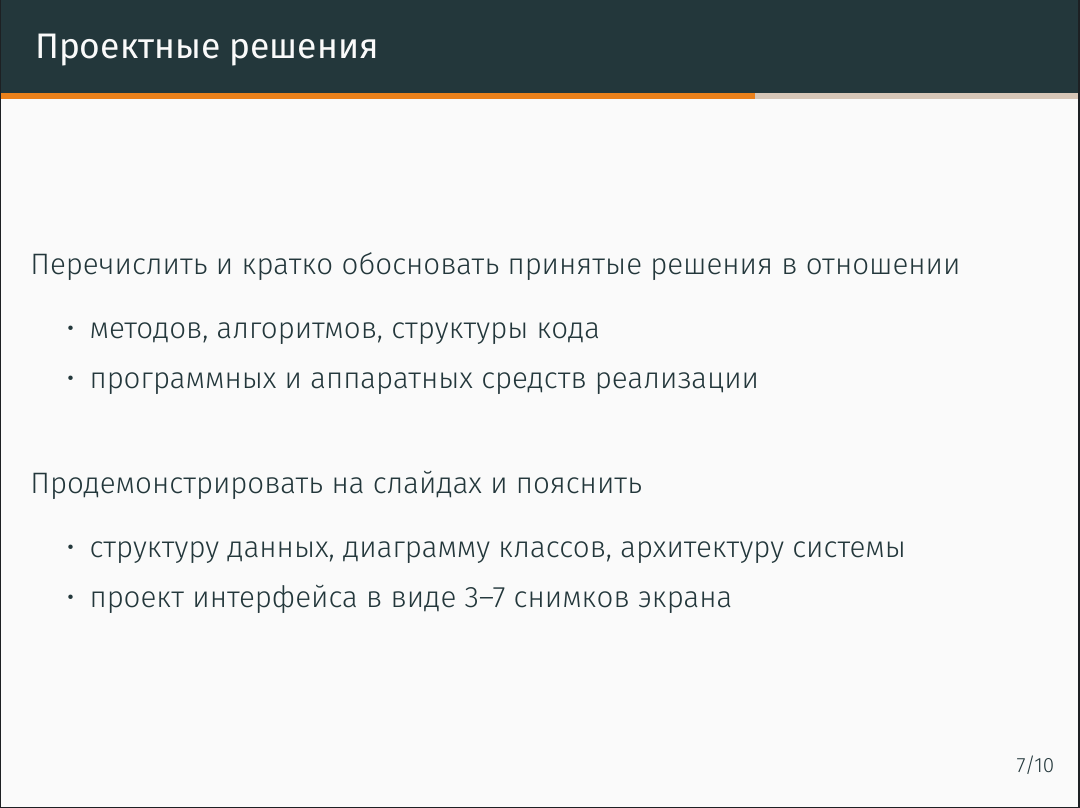 Проектные решения
Перечислить и кратко обосновать принятые решения в отношении
• методов, алгоритмов, структуры кода
• программных и аппаратных средств реализации
Продемонстрировать на слайдах и пояснить
• структуру данных, диаграмму классов, архитектуру системы
• проект интерфейса в виде 3–7 снимков экрана
7/10